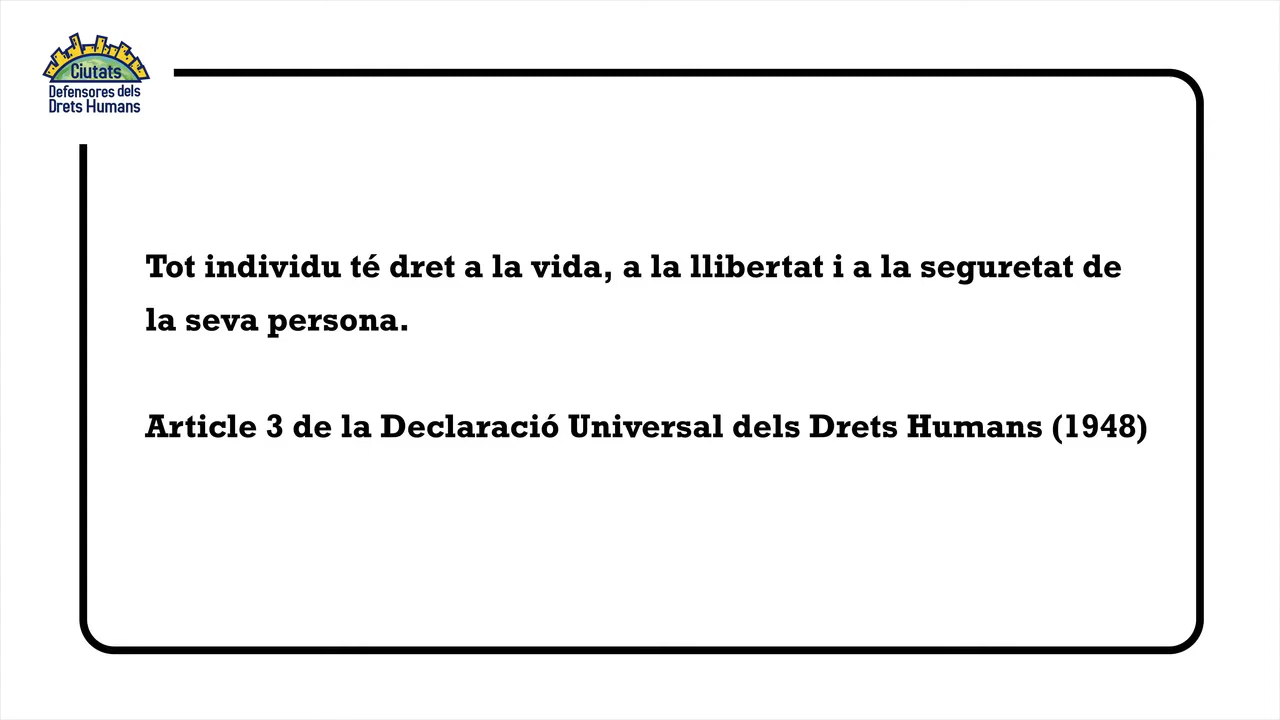 Ciutats
Defensores dels
Drets Humans
Tot individu té dret a la vida, a la llibertat i a la seguretat de
la seva persona.
Article 3 de la Declaració Universal dels Drets Humans (1948)